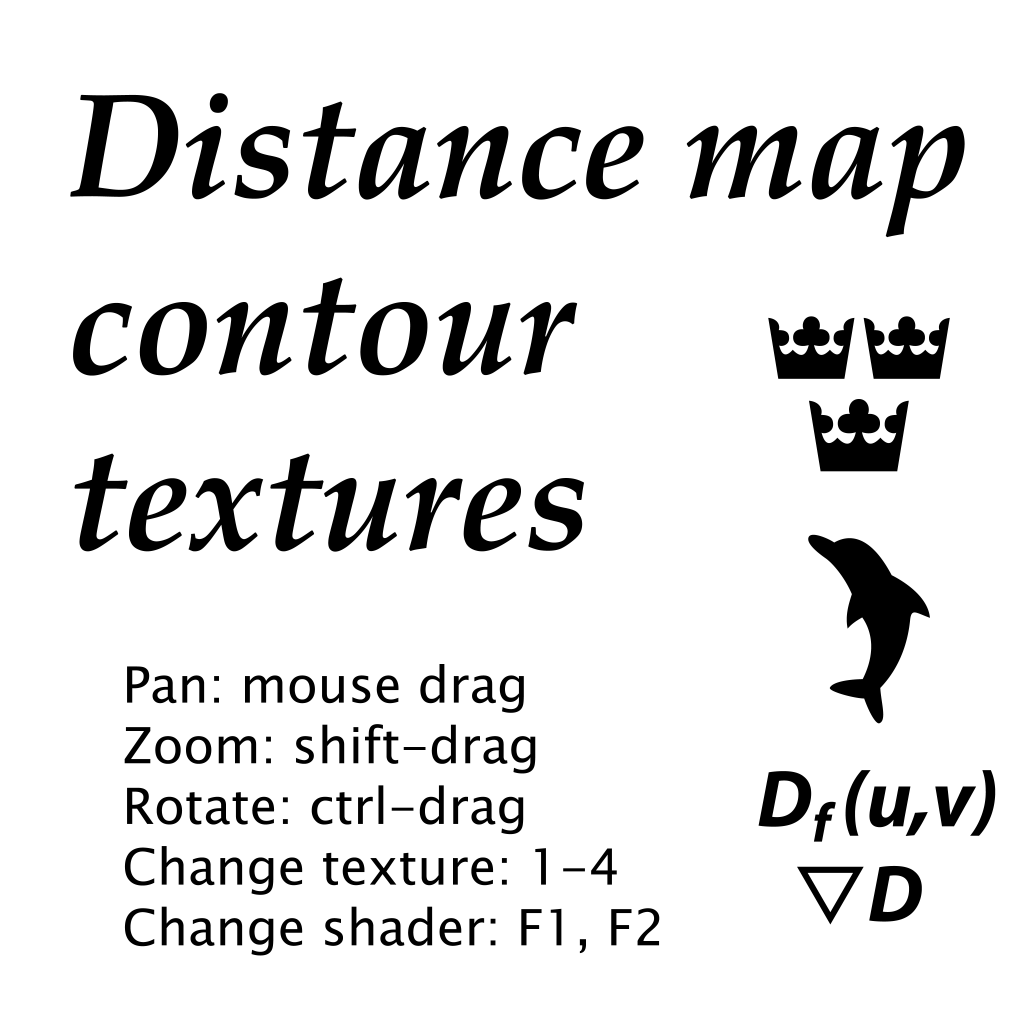 Distance map
contour
textures
Pan: mouse drag
Zoom: shift-drag
Rotate: ctrl-drag
Change texture: 1-4
Change shader: F1, F2
D_f(u,v)
▽D